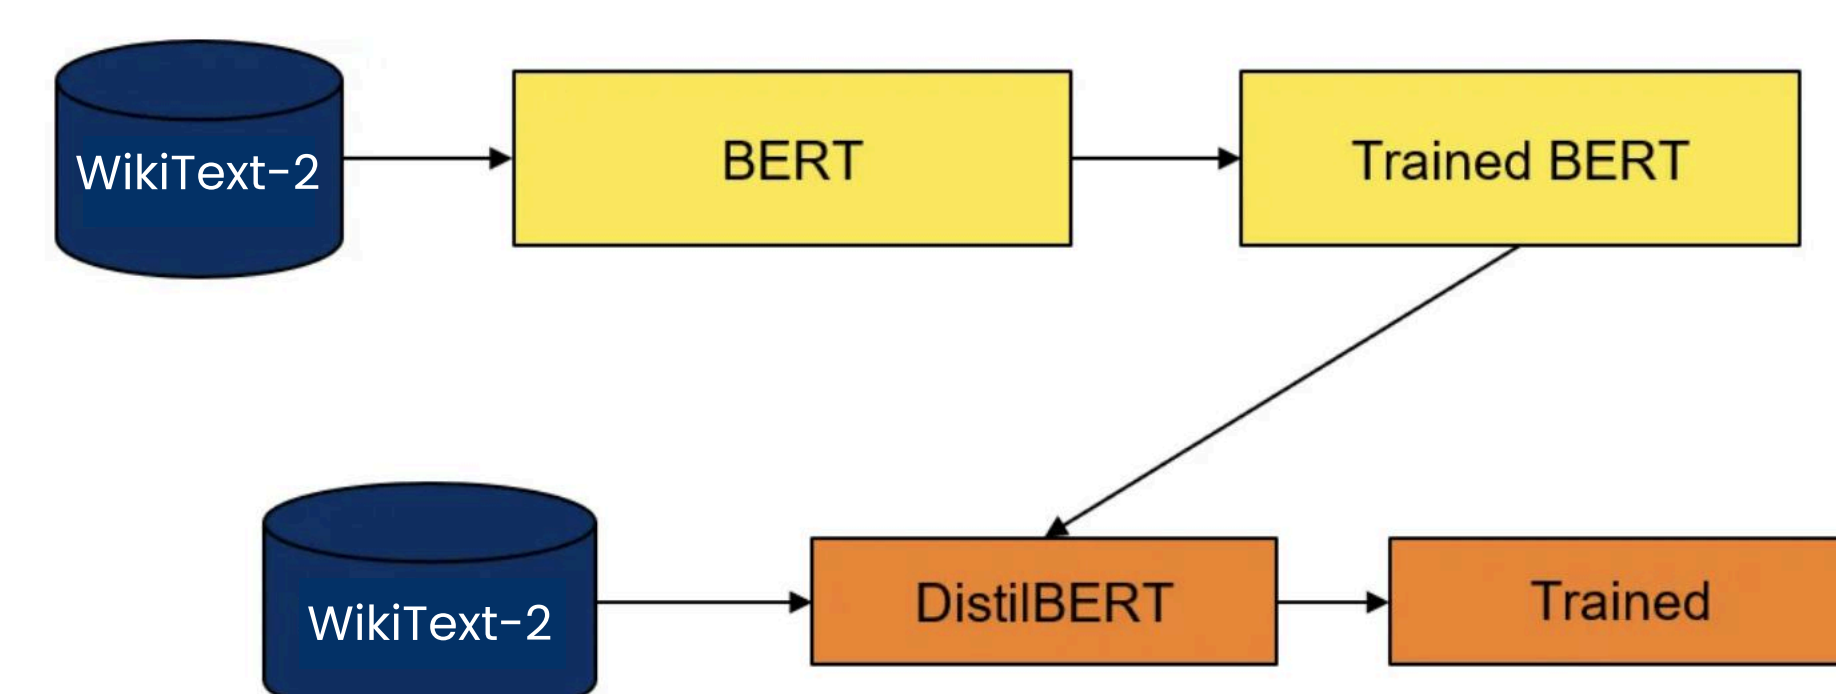 WikiText-2
BERT
Trained BERT
WikiText-2
DistilBERT
Trained